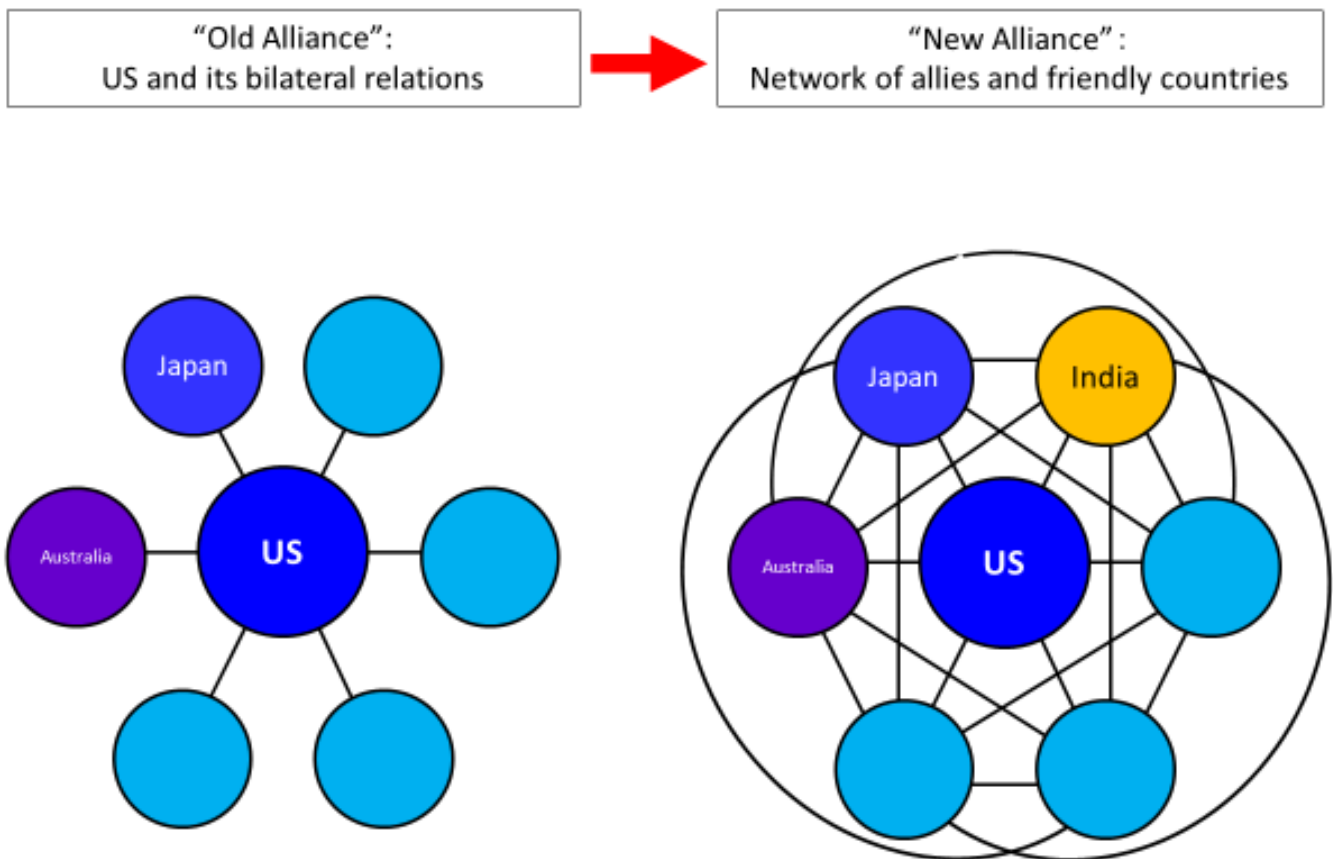 “Old Alliance”:
US and its bilateral relations
“New Alliance” :
Network of allies and friendly countries
Japan
Australia
US
Japan
India
Australia
US